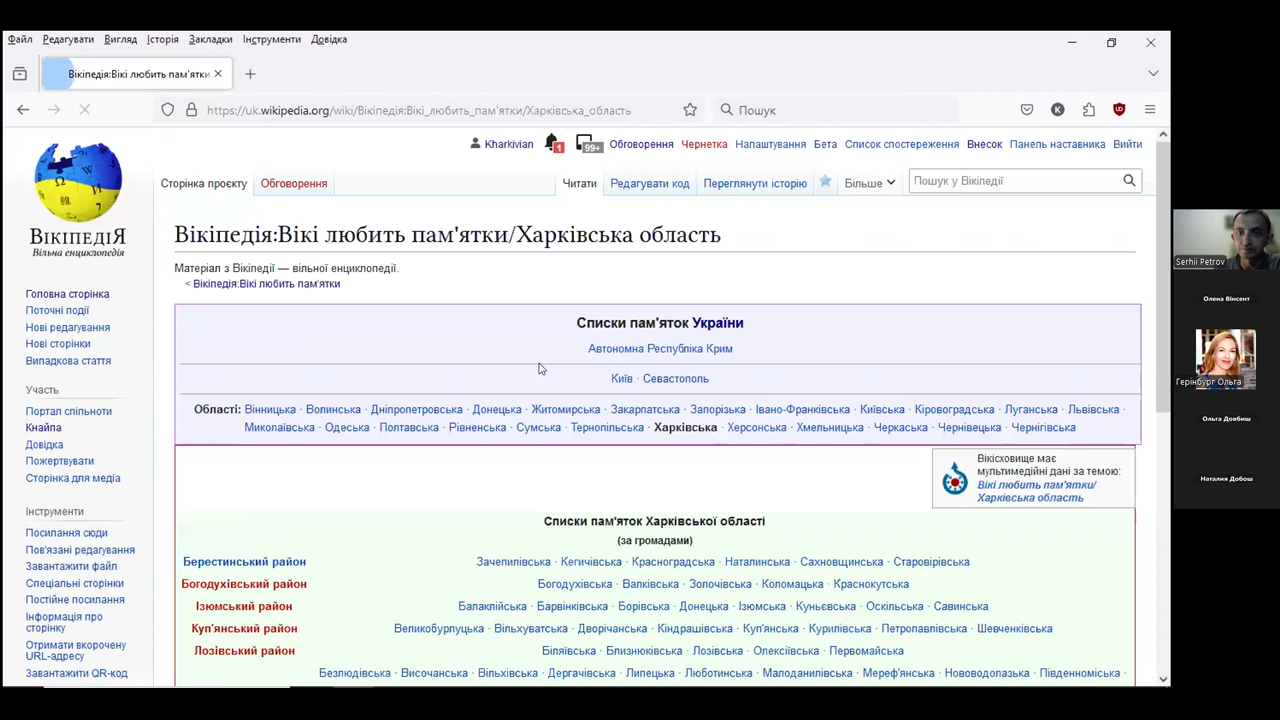 Файл Редагувати Вигляд Історія Закладки Інструменти Довідка
Вікіпедія:Вікі любить пам'ятки
https://uk.wikipedia.org/wiki/Вікіпедія:Вікі_любить_пам'ятки/Харківська_область
Пошук
K
Kharkivian 1 99+ Обговорення Чернетка Налаштування Бета Список спостереження Внесок Панель наставника Вийти
Сторінка проєкту Обговорення Читати Редагувати код Переглянути історію Більше Пошук у Вікіпедії
ВікіпедіЯ
Вільна енциклопедія
Вікіпедія:Вікі любить пам'ятки/Харківська область
Матеріал з Вікіпедії — вільної енциклопедії.
< Вікіпедія:Вікі любить пам'ятки
Головна сторінка
Поточні події
Нові редагування
Нові сторінки
Випадкова стаття
Участь
Портал спільноти
Кнайпа
Довідка
Пожертвувати
Сторінка для медіа
Інструменти
Посилання сюди
Пов'язані редагування
Завантажити файл
Спеціальні сторінки
Постійне посилання
Інформація про
сторінку
Отримати вкорочену
URL-адресу
Завантажити QR-код
Списки пам'яток України
Автономна Республіка Крим
Київ · Севастополь
Області: Вінницька · Волинська · Дніпропетровська · Донецька · Житомирська · Закарпатська · Запорізька · Івано-Франківська · Київська · Кіровоградська · Луганська · Львівська ·
Миколаївська · Одеська · Полтавська · Рівненська · Сумська · Тернопільська · Харківська · Херсонська · Хмельницька · Черкаська · Чернівецька · Чернігівська
Вікісховище має
мультимедійні дані за темою:
Вікі любить пам'ятки/
Харківська область
Списки пам'яток Харківської області
(за громадами)
Берестинський район Зачепилівська · Кегичівська · Красноградська · Наталинська · Сахновщинська · Старовірівська
Богодухівський район Богодухівська · Валківська · Золочівська · Коломацька · Краснокутська
Ізюмський район Балаклійська · Барвінківська · Борівська · Донецька · Ізюмська · Куньєвська · Оскільська · Савинська
Куп'янський район Великобурлуцька · Вільхуватська · Дворічанська · Кіндрашівська · Куп'янська · Курилівська · Петропавлівська · Шевченківська
Лозівський район Біляївська · Близнюківська · Лозівська · Олексіївська · Первомайська
Безлюдівська · Височанська · Вільхівська · Дергачівська · Липецька · Люботинська · Малоданилівська · Мереф'янська · Нововодолазька · Південноміська ·
Serhii Petrov
Олена Вінсент
Герінбург Ольга
Ольга Довбиш
Наталия Добош